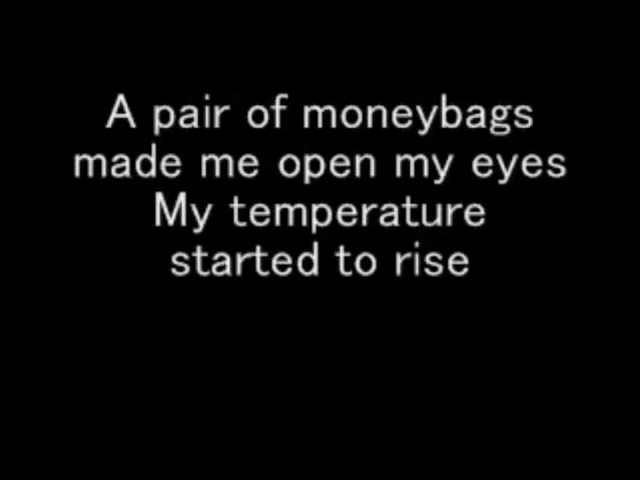 A pair of moneybags
made me open my eyes
My temperature
started to rise